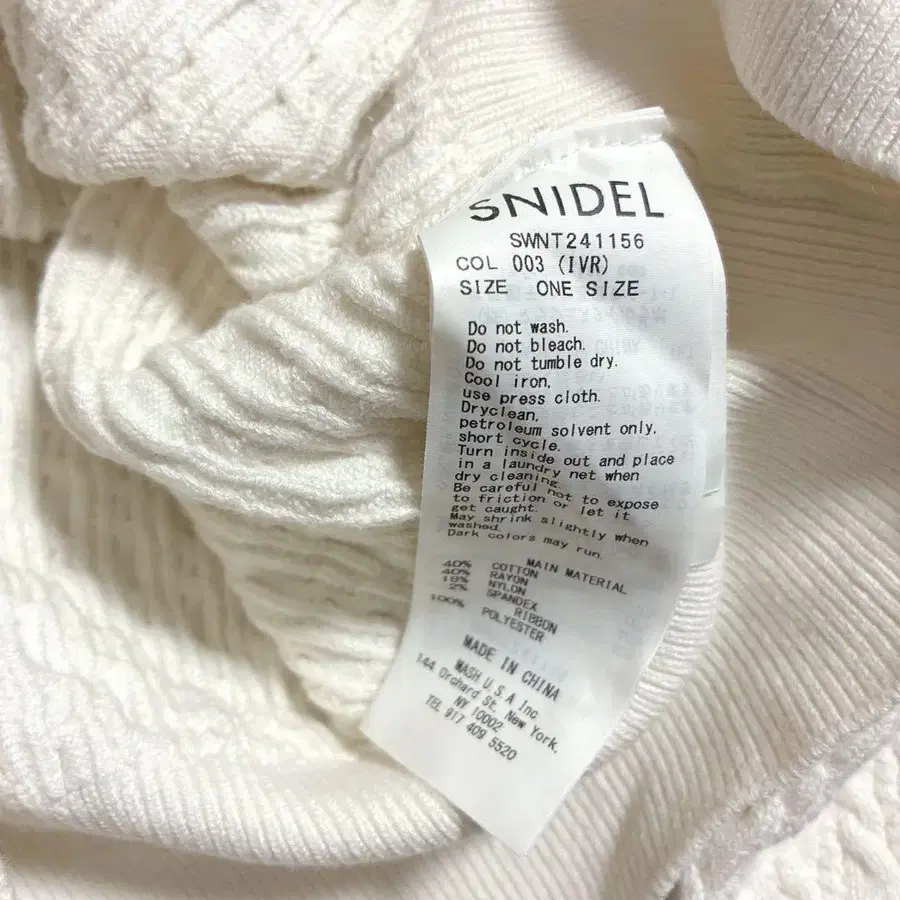 SNIDEL
SWNT241156
COL 003 (IVR)
SIZE ONE SIZE
Do not wash.
Do not bleach.
Do not tumble dry.
Cool iron,
use press cloth.
Dryclean,
petroleum solvent only.
short cycle.
Turn inside out and place
in a laundry net when
dry cleaning.
Be careful not to expose
to friction or let it
get caught.
May shrink slightly when
washed.
Dark colors may run.
MAIN MATERIAL
40% COTTON
40% RAYON
18% NYLON
2% SPANDEX
RIBBON
100% POLYESTER
MADE IN CHINA
MASH U.S.A Inc
144 Orchard St, New York,
NY 10002
TEL 917 409 5520